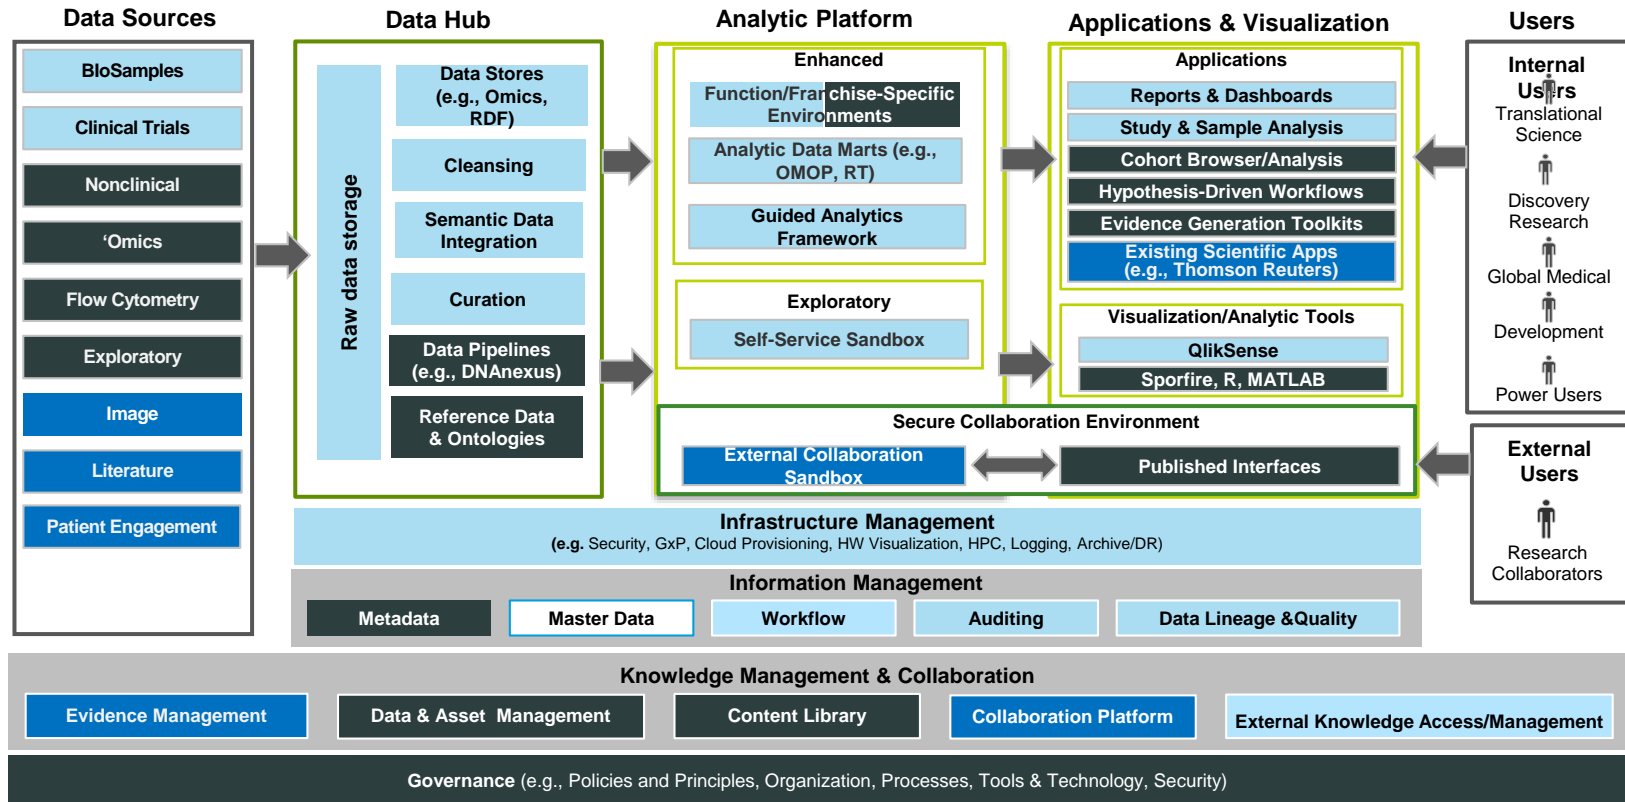 Data Sources
Data Hub
Analytic Platform
Applications & Visualization
Users
BIoSamples
Clinical Trials
Nonclinical
‘Omics
Flow Cytometry
Exploratory
Image
Literature
Patient Engagement
Raw data storage
Data Stores
(e.g., Omics,
RDF)
Cleansing
Semantic Data
Integration
Curation
Data Pipelines
(e.g., DNAnexus)
Reference Data
& Ontologies
Enhanced
Function/Franchise-Specific
Environments
Analytic Data Marts (e.g.,
OMOP, RT)
Guided Analytics
Framework
Exploratory
Self-Service Sandbox
Applications
Reports & Dashboards
Study & Sample Analysis
Cohort Browser/Analysis
Hypothesis-Driven Workflows
Evidence Generation Toolkits
Existing Scientific Apps
(e.g., Thomson Reuters)
Visualization/Analytic Tools
QlikSense
Sporfire, R, MATLAB
Secure Collaboration Environment
External Collaboration
Sandbox
Published Interfaces
Internal
Users
Translational
Science
Discovery
Research
Global Medical
Development
Power Users
External
Users
Research
Collaborators
Infrastructure Management
(e.g. Security, GxP, Cloud Provisioning, HW Visualization, HPC, Logging, Archive/DR)
Information Management
Metadata
Master Data
Workflow
Auditing
Data Lineage &Quality
Knowledge Management & Collaboration
Evidence Management
Data & Asset Management
Content Library
Collaboration Platform
External Knowledge Access/Management
Governance (e.g., Policies and Principles, Organization, Processes, Tools & Technology, Security)